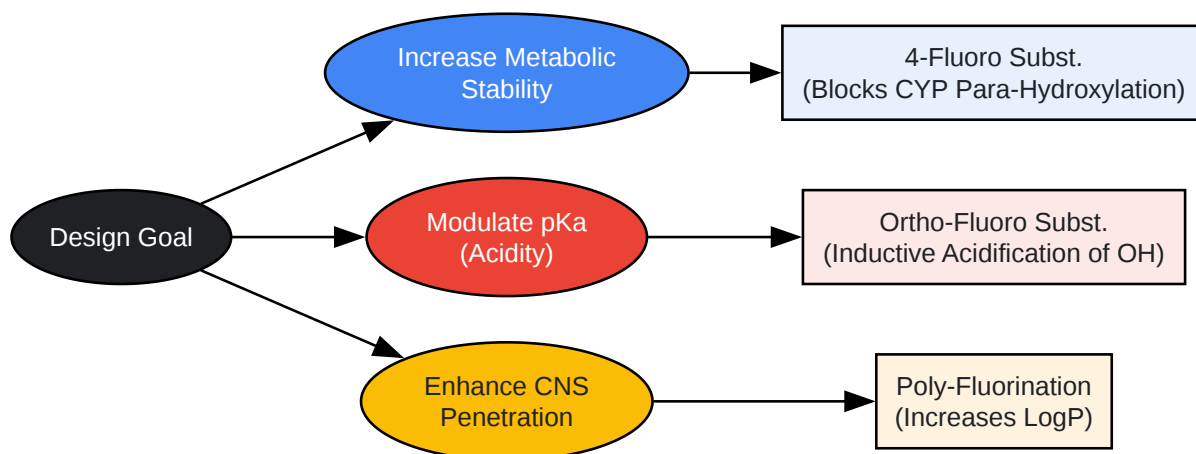 Increase Metabolic
Stability
4-Fluoro Subst.
(Blocks CYP Para-Hydroxylation)
Design Goal
Modulate pKa
(Acidity)
Ortho-Fluoro Subst.
(Inductive Acidification of OH)
Enhance CNS
Penetration
Poly-Fluorination
(Increases LogP)